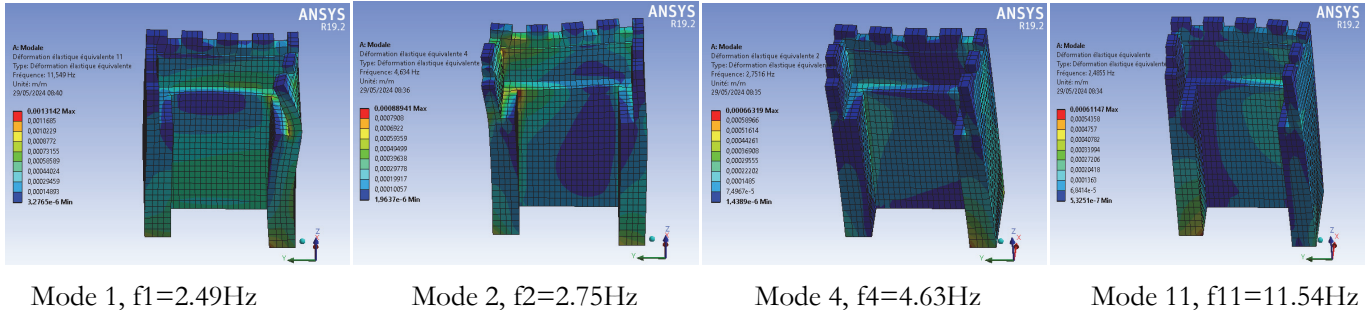 ANSYS
R19.2
A: Modale
Déformation élastique équivalente 11
Type: Déformation élastique équivalente
Fréquence: 11,549 Hz
Unité: m/m
29/05/2024 08:40
0,0013142 Max
0,0011685
0,0010229
0,0008772
0,00073155
0,00058589
0,00044024
0,00029459
0,00014893
3,2765e-6 Min
Z
X
Y
ANSYS
R19.2
A: Modale
Déformation élastique équivalente 4
Type: Déformation élastique équivalente
Fréquence: 4,634 Hz
Unité: m/m
29/05/2024 08:36
0,00088941 Max
0,0007908
0,0006922
0,00059359
0,00049499
0,00039638
0,00029778
0,00019917
0,00010057
1,9637e-6 Min
Z
X
Y
ANSYS
R19.2
A: Modale
Déformation élastique équivalente 2
Type: Déformation élastique équivalente
Fréquence: 2,7516 Hz
Unité: m/m
29/05/2024 08:35
0,00066319 Max
0,00058966
0,00051614
0,00044261
0,00036908
0,00029555
0,00022202
0,0001485
7,4967e-5
1,4389e-6 Min
Z
X
Y
ANSYS
R19.2
A: Modale
Déformation élastique équivalente
Type: Déformation élastique équivalente
Fréquence: 2,4855 Hz
Unité: m/m
29/05/2024 08:34
0,00061147 Max
0,00054358
0,0004757
0,00040782
0,00033994
0,00027206
0,00020418
0,0001363
6,8414e-5
5,3251e-7 Min
Z
X
Y
Mode 1, f1=2.49Hz
Mode 2, f2=2.75Hz
Mode 4, f4=4.63Hz
Mode 11, f11=11.54Hz